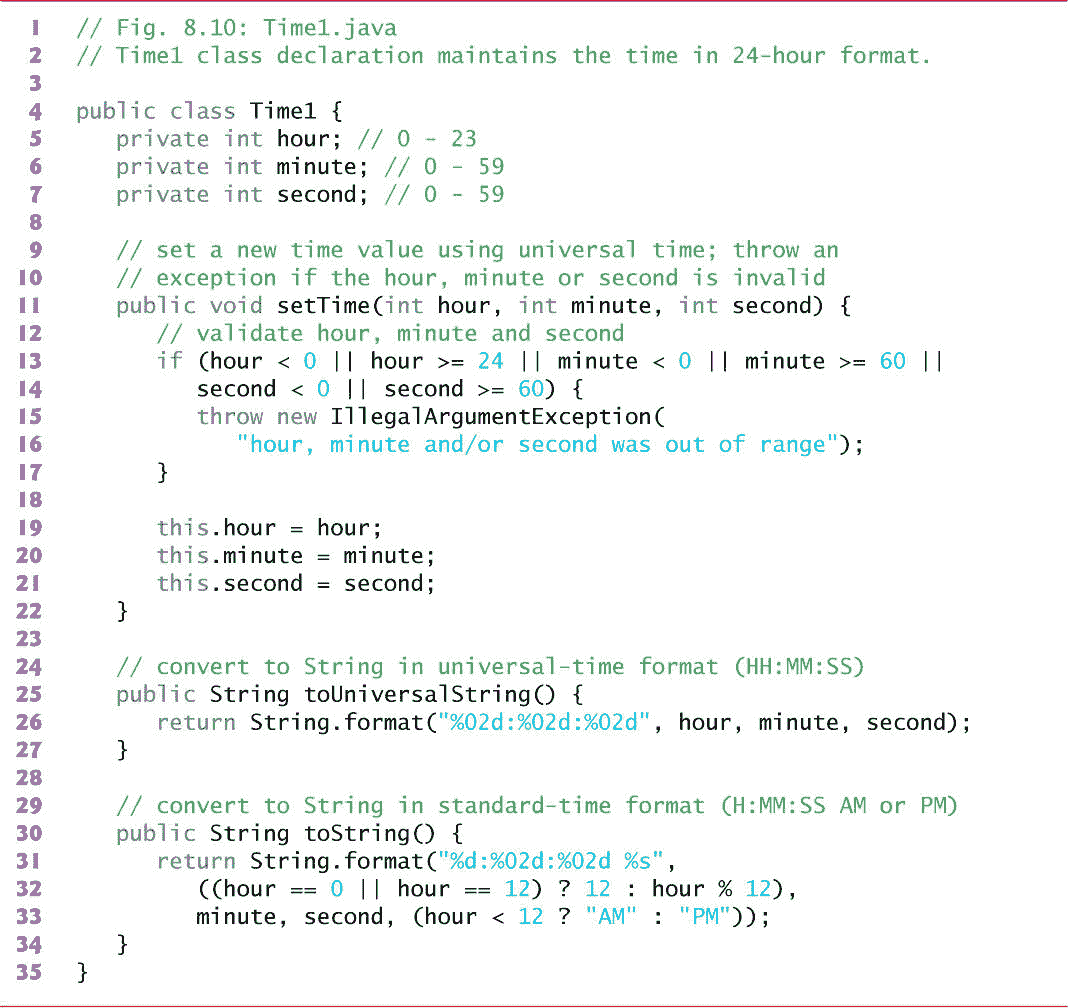 1 // Fig. 8.10: Time1.java
2 // Time1 class declaration maintains the time in 24-hour format.
3
4 public class Time1 {
5    private int hour; // 0 - 23
6    private int minute; // 0 - 59
7    private int second; // 0 - 59
8
9    // set a new time value using universal time; throw an
10    // exception if the hour, minute or second is invalid
11    public void setTime(int hour, int minute, int second) {
12       // validate hour, minute and second
13       if (hour < 0 || hour >= 24 || minute < 0 || minute >= 60 ||
14          second < 0 || second >= 60) {
15          throw new IllegalArgumentException(
16             "hour, minute and/or second was out of range");
17       }
18
19       this.hour = hour;
20       this.minute = minute;
21       this.second = second;
22    }
23
24    // convert to String in universal-time format (HH:MM:SS)
25    public String toUniversalString() {
26       return String.format("%02d:%02d:%02d", hour, minute, second);
27    }
28
29    // convert to String in standard-time format (H:MM:SS AM or PM)
30    public String toString() {
31       return String.format("%d:%02d:%02d %s",
32          ((hour == 0 || hour == 12) ? 12 : hour % 12),
33          minute, second, (hour < 12 ? "AM" : "PM"));
34    }
35 }